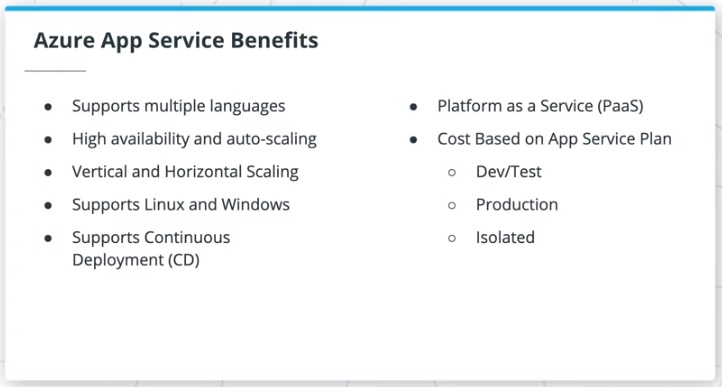 Azure App Service Benefits
● Supports multiple languages
● High availability and auto-scaling
● Vertical and Horizontal Scaling
● Supports Linux and Windows
● Supports Continuous
Deployment (CD)
● Platform as a Service (PaaS)
● Cost Based on App Service Plan
○ Dev/Test
○ Production
○ Isolated